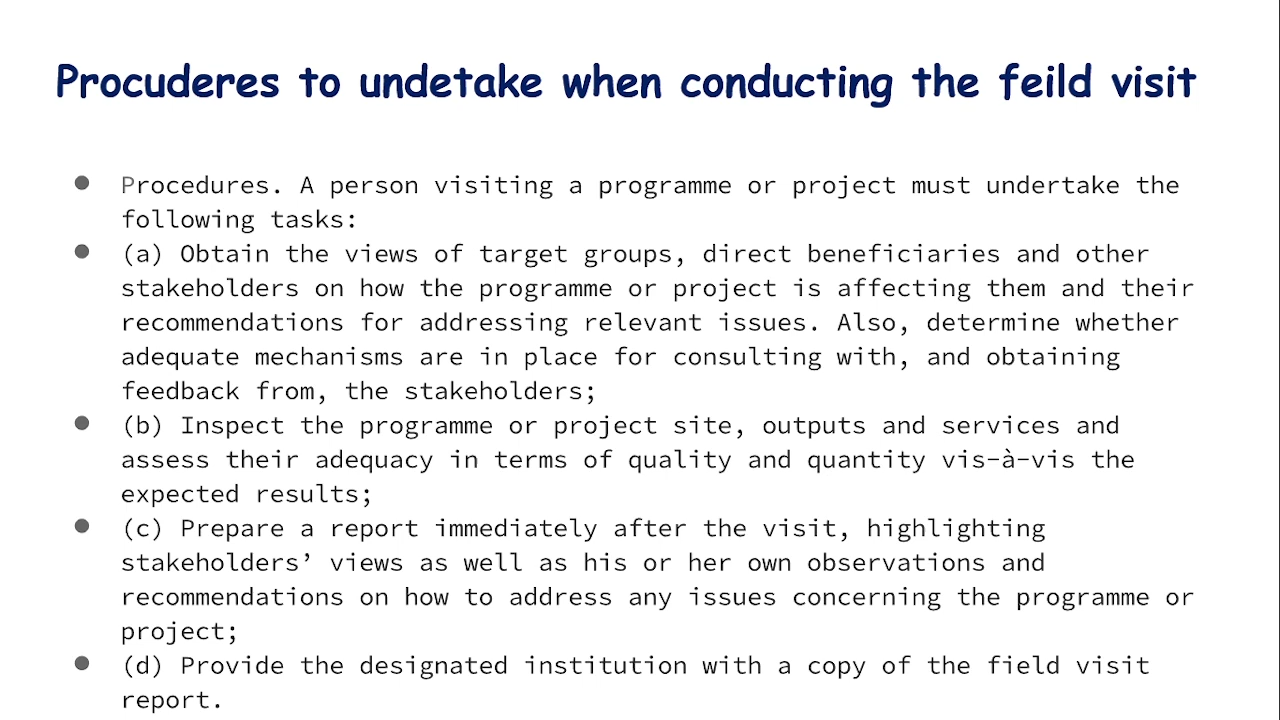 Procuderes to undetake when conducting the feild visit
● Procedures. A person visiting a programme or project must undertake the
following tasks:
● (a) Obtain the views of target groups, direct beneficiaries and other
stakeholders on how the programme or project is affecting them and their
recommendations for addressing relevant issues. Also, determine whether
adequate mechanisms are in place for consulting with, and obtaining
feedback from, the stakeholders;
● (b) Inspect the programme or project site, outputs and services and
assess their adequacy in terms of quality and quantity vis-à-vis the
expected results;
● (c) Prepare a report immediately after the visit, highlighting
stakeholders’ views as well as his or her own observations and
recommendations on how to address any issues concerning the programme or
project;
● (d) Provide the designated institution with a copy of the field visit
report.